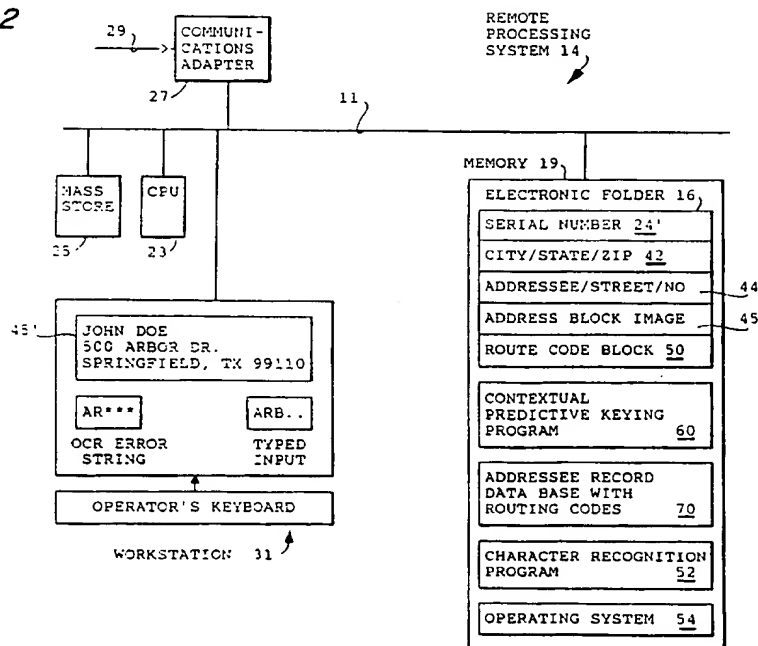 2
29
COMMUNI-
CATIONS
ADAPTER
27
REMOTE
PROCESSING
SYSTEM 14
11
MASS
STORE
25
CPU
23
MEMORY 19
ELECTRONIC FOLDER 16
SERIAL NUMBER 24'
CITY/STATE/ZIP 42
ADDRESSEE/STREET/NO
44
ADDRESS BLOCK IMAGE
45
ROUTE CODE BLOCK 50
CONTEXTUAL
PREDICTIVE KEYING
PROGRAM 60
ADDRESSEE RECORD
DATA BASE WITH
ROUTING CODES 70
CHARACTER RECOGNITION
PROGRAM 52
OPERATING SYSTEM 54
45'
JOHN DOE
500 ARBOR DR.
SPRINGFIELD, TX 99110
AR***
OCR ERROR
STRING
ARB..
TYPED
INPUT
OPERATOR'S KEYBOARD
WORKSTATION 31